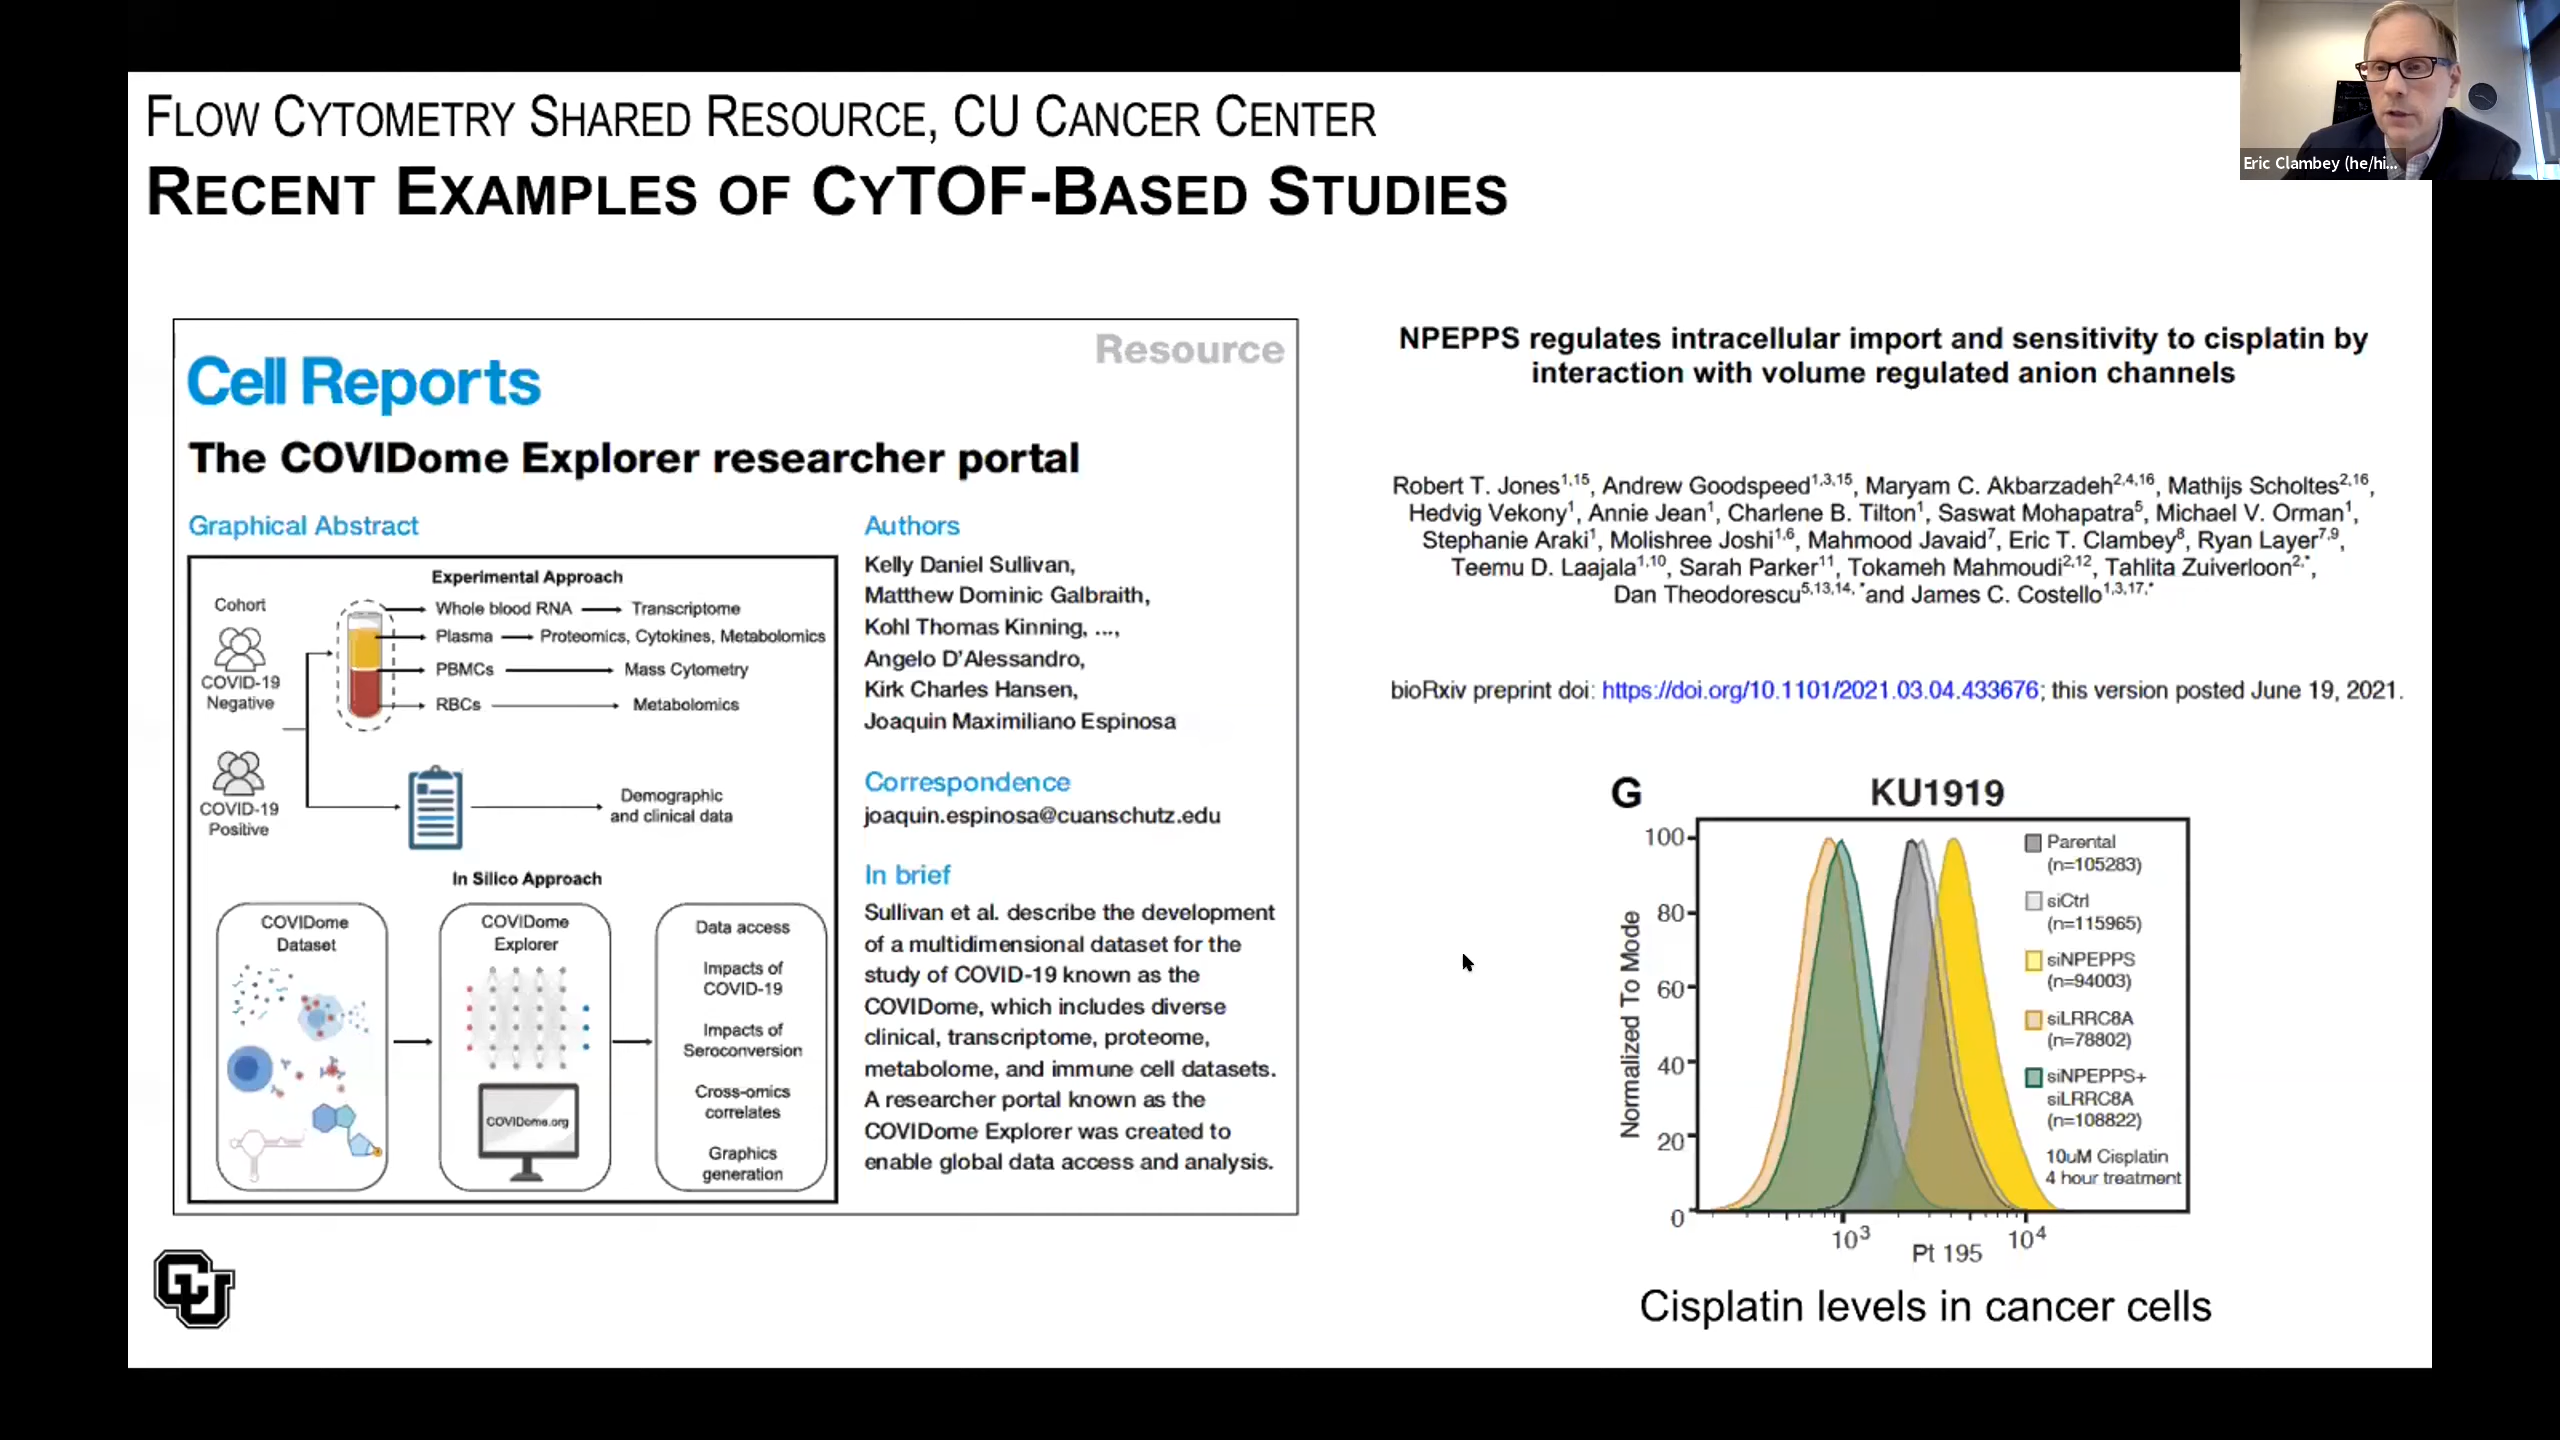 FLOW CYTOMETRY SHARED RESOURCE, CU CANCER CENTER
RECENT EXAMPLES OF CYTOF-BASED STUDIES
Eric Clambey (he/hi...
Resource
Cell Reports
The COVIDome Explorer researcher portal
Graphical Abstract
Experimental Approach
Cohort
COVID-19
Negative
COVID-19
Positive
Whole blood RNA
Transcriptome
Plasma
Proteomics, Cytokines, Metabolomics
PBMCs
Mass Cytometry
RBCs
Metabolomics
Demographic
and clinical data
In Silico Approach
COVIDome
Dataset
COVIDome
Explorer
COVIDome.org
Data access
Impacts of
COVID-19
Impacts of
Seroconversion
Cross-omics
correlates
Graphics
generation
Authors
Kelly Daniel Sullivan,
Matthew Dominic Galbraith,
Kohl Thomas Kinning, ...,
Angelo D'Alessandro,
Kirk Charles Hansen,
Joaquin Maximiliano Espinosa
Correspondence
joaquin.espinosa@cuanschutz.edu
In brief
Sullivan et al. describe the development
of a multidimensional dataset for the
study of COVID-19 known as the
COVIDome, which includes diverse
clinical, transcriptome, proteome,
metabolome, and immune cell datasets.
A researcher portal known as the
COVIDome Explorer was created to
enable global data access and analysis.
NPEPPS regulates intracellular import and sensitivity to cisplatin by
interaction with volume regulated anion channels
Robert T. Jones1,15, Andrew Goodspeed1,3,15, Maryam C. Akbarzadeh2,4,16, Mathijs Scholtes2,16,
Hedvig Vekony1, Annie Jean1, Charlene B. Tilton1, Saswat Mohapatra5, Michael V. Orman1,
Stephanie Araki1, Molishree Joshi1,6, Mahmood Javaid7, Eric T. Clambey8, Ryan Layer7,9,
Teemu D. Laajala1,10, Sarah Parker11, Tokameh Mahmoudi2,12, Tahlita Zuiverloon2,*,
Dan Theodorescu5,13,14, *and James C. Costello1,3,17,*
bioRxiv preprint doi: https://doi.org/10.1101/2021.03.04.433676; this version posted June 19, 2021.
G
KU1919
Normalized To Mode
100
80
60
40
20
0
10³
10⁴
Pt 195
Parental
(n=105283)
siCtrl
(n=115965)
siNPEPPS
(n=94003)
siLRRC8A
(n=78802)
siNPEPPS+
siLRRC8A
(n=108822)
10uM Cisplatin
4 hour treatment
Cisplatin levels in cancer cells
CU